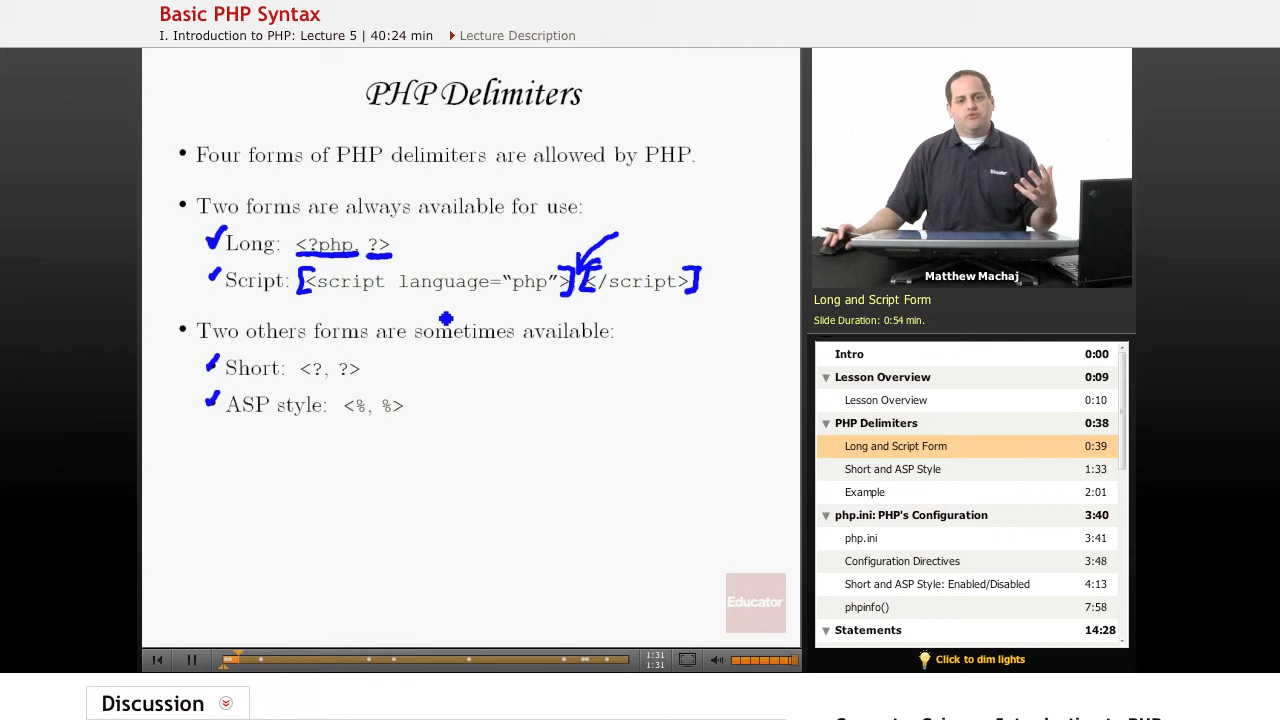 Basic PHP Syntax
I. Introduction to PHP: Lecture 5 | 40:24 min
Lecture Description
PHP Delimiters
• Four forms of PHP delimiters are allowed by PHP.
• Two forms are always available for use:
Long: <?php, ?>
Script: <script language="php"> </script>
• Two others forms are sometimes available:
Short: <?, ?>
ASP style: <%, %>
Educator
1:31
1:31
Matthew Machaj
Long and Script Form
Slide Duration: 0:54 min.
Intro 0:00
Lesson Overview 0:09
Lesson Overview 0:10
PHP Delimiters 0:38
Long and Script Form 0:39
Short and ASP Style 1:33
Example 2:01
php.ini: PHP's Configuration 3:40
php.ini 3:41
Configuration Directives 3:48
Short and ASP Style: Enabled/Disabled 4:13
phpinfo() 7:58
Statements 14:28
Click to dim lights
Discussion
Computer Science: Introduction to PHP